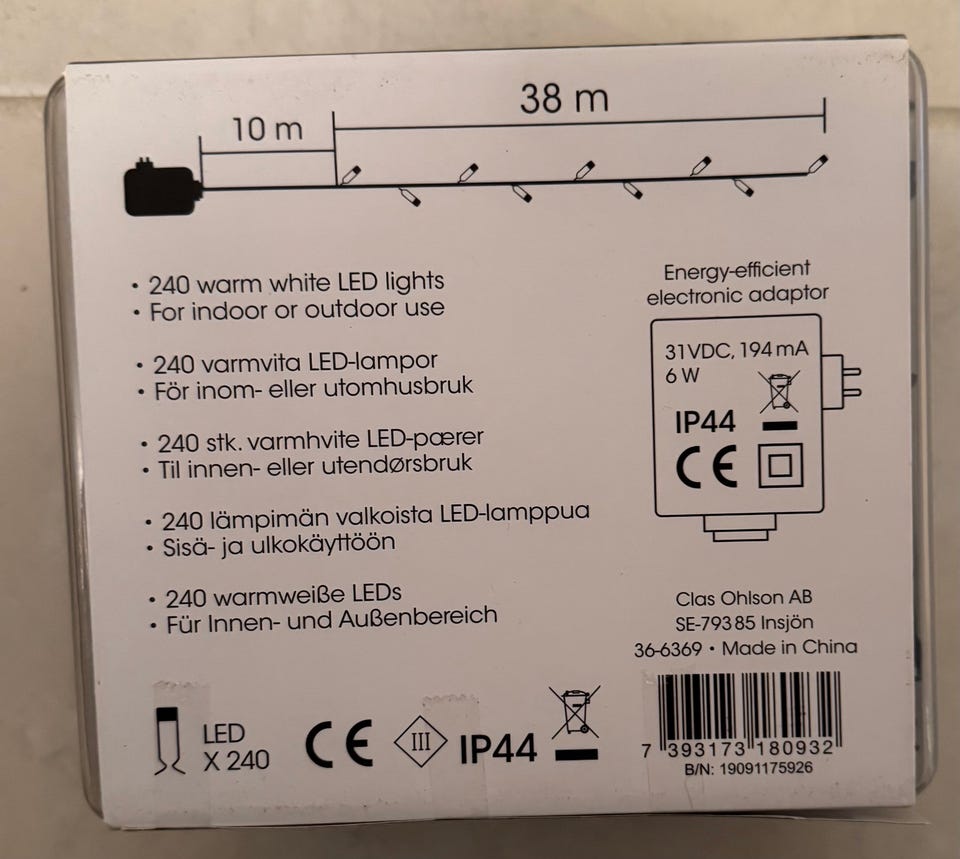 10 m
38 m
• 240 warm white LED lights
• For indoor or outdoor use
• 240 varmvita LED-lampor
• För inom- eller utomhusbruk
• 240 stk. varmhvite LED-pærer
• Til innen- eller utendørsbruk
• 240 lämpimän valkoista LED-lamppua
• Sisä- ja ulkokäyttöön
• 240 warmweiße LEDs
• Für Innen- und Außenbereich
Energy-efficient
electronic adaptor
31VDC, 194 mA
6 W
IP44
CE
Clas Ohlson AB
SE-793 85 Insjön
36-6369 • Made in China
LED
X 240
CE
III
IP44
7 393173 180932
B/N: 19091175926